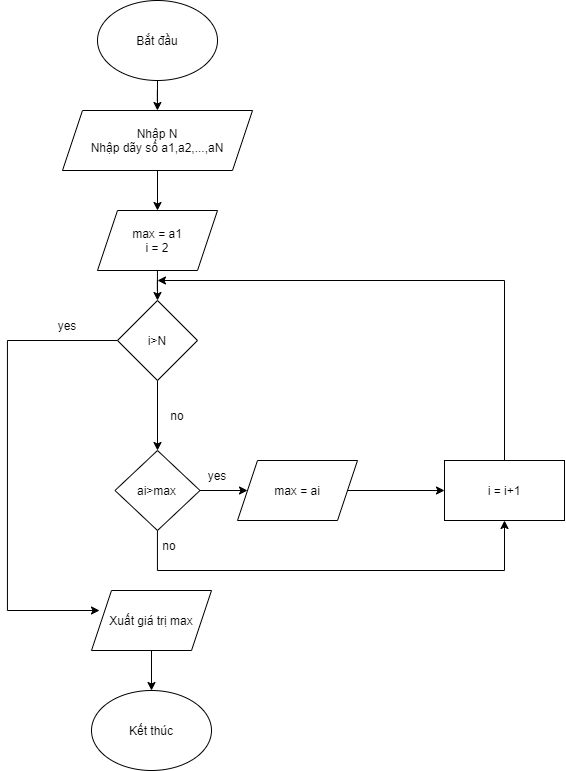 Bắt đầu
Nhập N
Nhập dãy số a1,a2,...,aN
max = a1
i = 2
yes
i>N
no
ai>max
yes
max = ai
i = i+1
no
Xuất giá trị max
Kết thúc